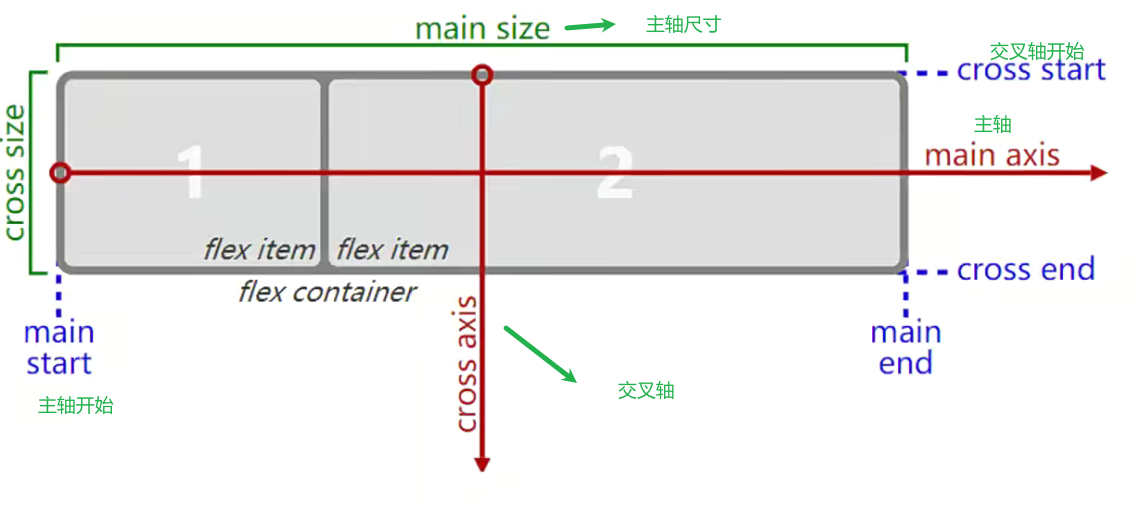 main size
主轴尺寸
交叉轴开始
cross start
主轴
main axis
cross size
1
2
flex item
flex item
flex container
cross end
main
start
main
end
cross axis
交叉轴
主轴开始